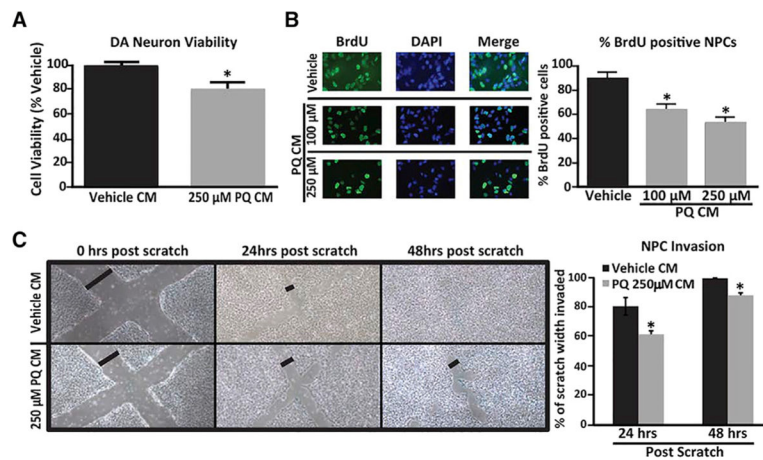 A
DA Neuron Viability
Cell Viability (% Vehicle)
100
80
60
40
20
0
*
Vehicle CM
250 µM PQ CM
B
BrdU
DAPI
Merge
Vehicle
PQ CM
100 µM
250 µM
% BrdU positive NPCs
% BrdU positive cells
100
80
60
40
20
0
*
*
Vehicle
100 µM
250 µM
PQ CM
C
0 hrs post scratch
24hrs post scratch
48hrs post scratch
Vehicle CM
250 µM PQ CM
NPC Invasion
Vehicle CM
PQ 250µM CM
% of scratch width invaded
100
80
60
40
20
0
*
*
24 hrs
48 hrs
Post Scratch